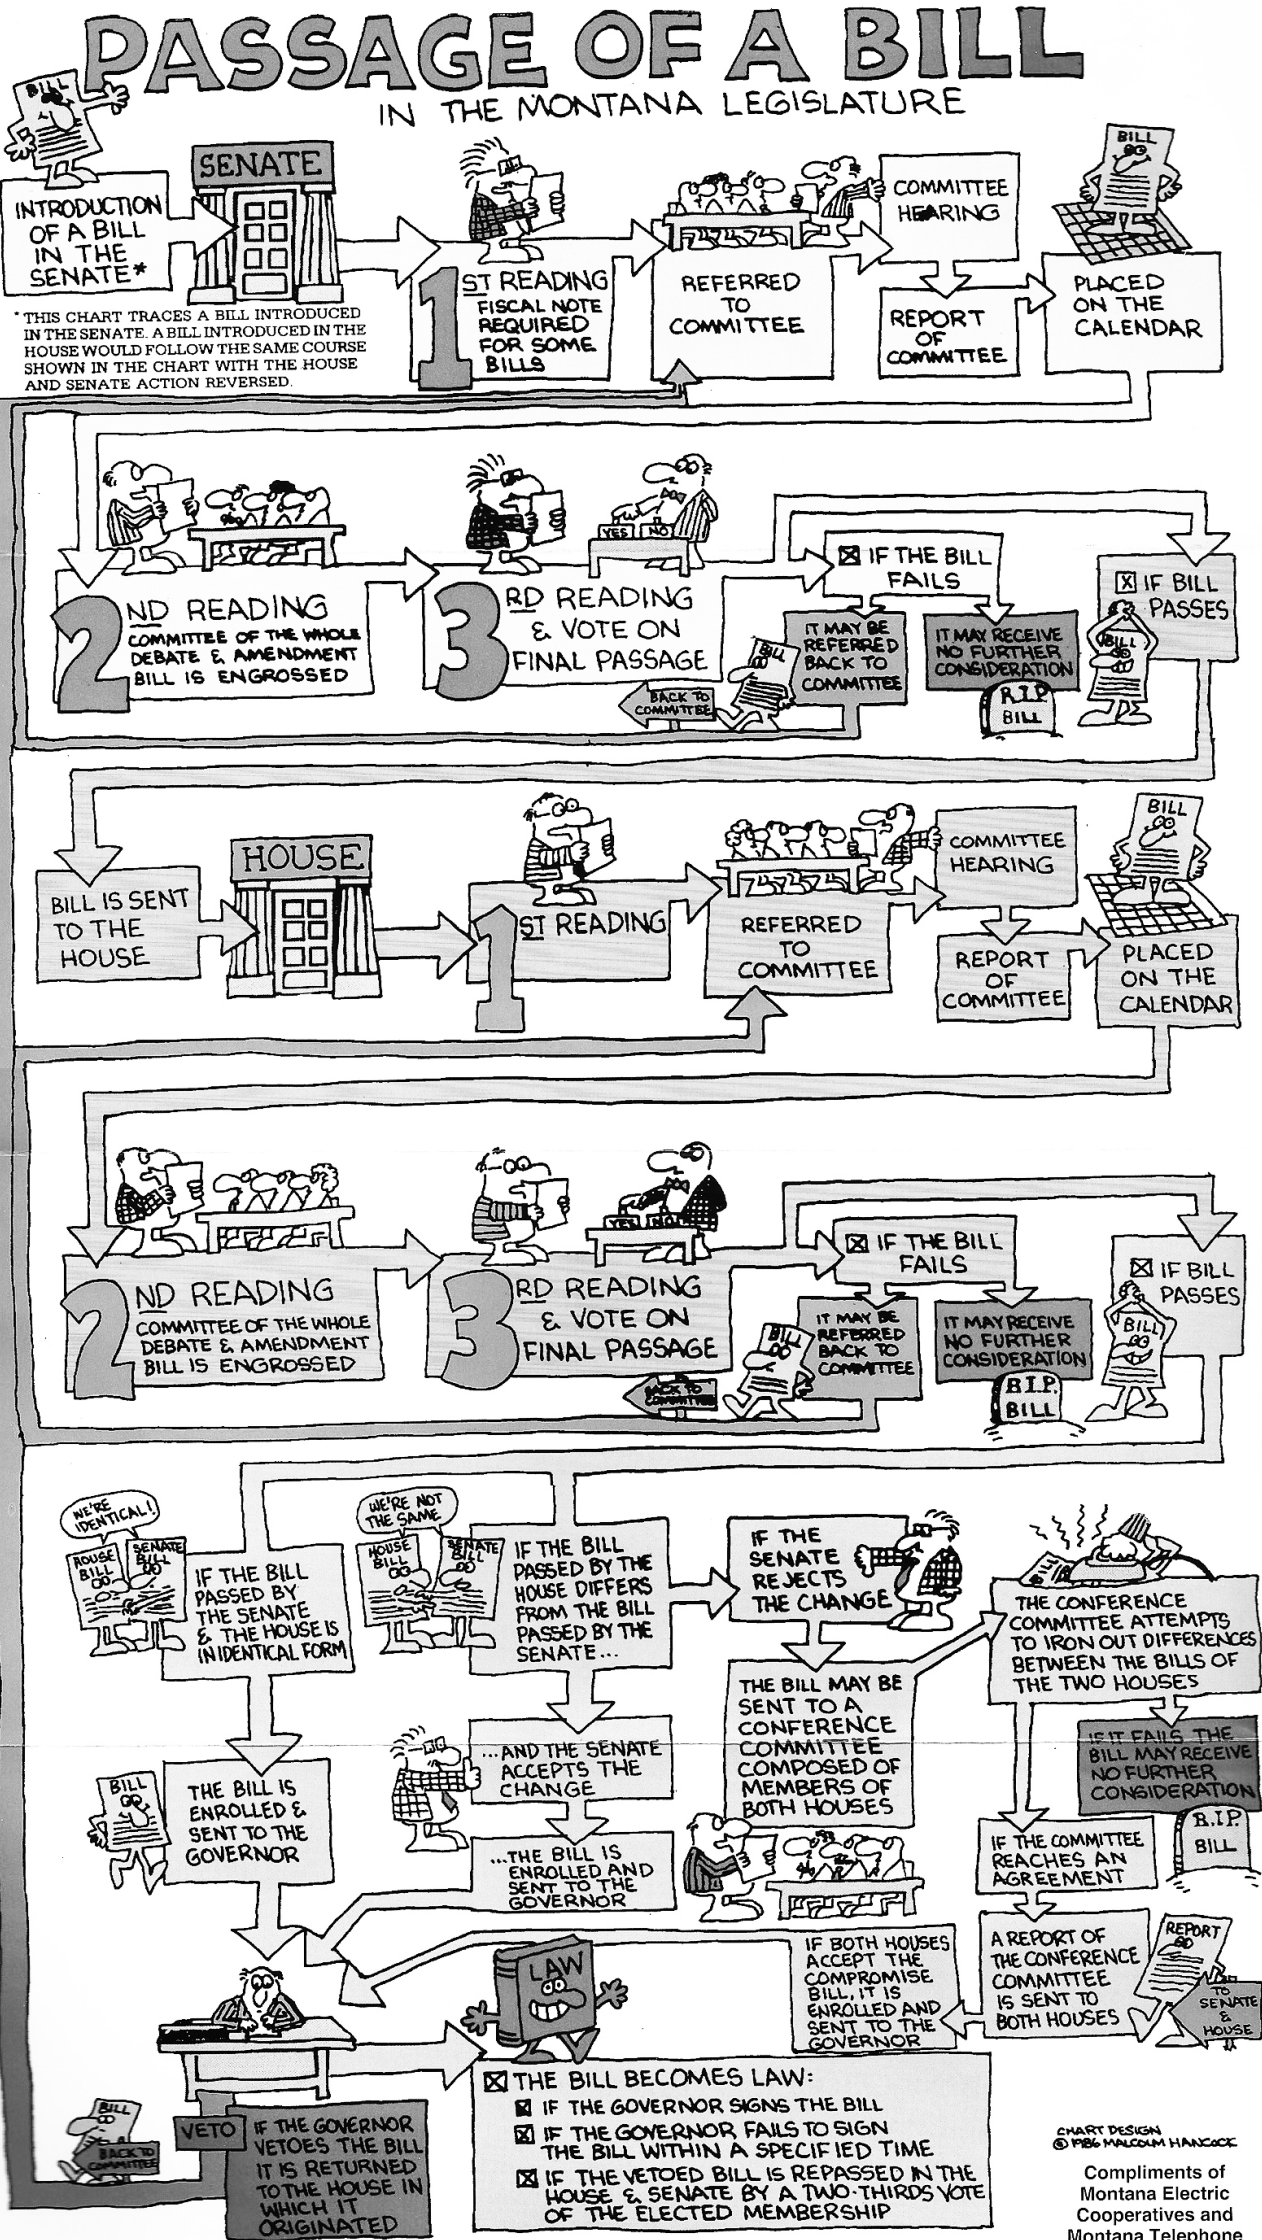 PASSAGE OF A BILL
IN THE MONTANA LEGISLATURE
BILL
INTRODUCTION
OF A BILL
IN THE
SENATE*
SENATE
* THIS CHART TRACES A BILL INTRODUCED
IN THE SENATE. A BILL INTRODUCED IN THE
HOUSE WOULD FOLLOW THE SAME COURSE
SHOWN IN THE CHART WITH THE HOUSE
AND SENATE ACTION REVERSED.
1ST READING
FISCAL NOTE
REQUIRED
FOR SOME
BILLS
REFERRED
TO
COMMITTEE
COMMITTEE
HEARING
REPORT
OF
COMMITTEE
BILL
PLACED
ON THE
CALENDAR
2ND READING
COMMITTEE OF THE WHOLE
DEBATE & AMENDMENT
BILL IS ENGROSSED
YES NO
3RD READING
& VOTE ON
FINAL PASSAGE
IF THE BILL
FAILS
IT MAY BE
REFERRED
BACK TO
COMMITTEE
BILL
BACK TO
COMMITTEE
IT MAY RECEIVE
NO FURTHER
CONSIDERATION
R.I.P.
BILL
IF BILL
PASSES
BILL
BILL IS SENT
TO THE
HOUSE
HOUSE
1ST READING
REFERRED
TO
COMMITTEE
COMMITTEE
HEARING
REPORT
OF
COMMITTEE
BILL
PLACED
ON THE
CALENDAR
2ND READING
COMMITTEE OF THE WHOLE
DEBATE & AMENDMENT
BILL IS ENGROSSED
YES NO
3RD READING
& VOTE ON
FINAL PASSAGE
IF THE BILL
FAILS
IT MAY BE
REFERRED
BACK TO
COMMITTEE
BILL
BACK TO
COMMITTEE
IT MAY RECEIVE
NO FURTHER
CONSIDERATION
R.I.P.
BILL
IF BILL
PASSES
BILL
WE'RE
IDENTICAL!
HOUSE
BILL
SENATE
BILL
IF THE BILL
PASSED BY
THE SENATE
& THE HOUSE IS
IN IDENTICAL FORM
WE'RE NOT
THE SAME
HOUSE
BILL
SENATE
BILL
IF THE BILL
PASSED BY THE
HOUSE DIFFERS
FROM THE BILL
PASSED BY THE
SENATE...
IF THE
SENATE
REJECTS
THE CHANGE
THE CONFERENCE
COMMITTEE ATTEMPTS
TO IRON OUT DIFFERENCES
BETWEEN THE BILLS OF
THE TWO HOUSES
THE BILL MAY BE
SENT TO A
CONFERENCE
COMMITTEE
COMPOSED OF
MEMBERS OF
BOTH HOUSES
IF IT FAILS THE
BILL MAY RECEIVE
NO FURTHER
CONSIDERATION
R.I.P.
BILL
BILL
THE BILL IS
ENROLLED &
SENT TO THE
GOVERNOR
...AND THE SENATE
ACCEPTS THE
CHANGE
...THE BILL IS
ENROLLED AND
SENT TO THE
GOVERNOR
IF THE COMMITTEE
REACHES AN
AGREEMENT
A REPORT OF
THE CONFERENCE
COMMITTEE
IS SENT TO
BOTH HOUSES
REPORT
TO
SENATE
&
HOUSE
IF BOTH HOUSES
ACCEPT THE
COMPROMISE
BILL, IT IS
ENROLLED AND
SENT TO THE
GOVERNOR
LAW
THE BILL BECOMES LAW:
IF THE GOVERNOR SIGNS THE BILL
IF THE GOVERNOR FAILS TO SIGN
THE BILL WITHIN A SPECIFIED TIME
IF THE VETOED BILL IS REPASSED IN THE
HOUSE & SENATE BY A TWO-THIRDS VOTE
OF THE ELECTED MEMBERSHIP
BILL
BACK TO
COMMITTEE
VETO
IF THE GOVERNOR
VETOES THE BILL
IT IS RETURNED
TO THE HOUSE IN
WHICH IT
ORIGINATED
CHART DESIGN
© 1986 MALCOLM HANCOCK
Compliments of
Montana Electric
Cooperatives and
Montana Telephone